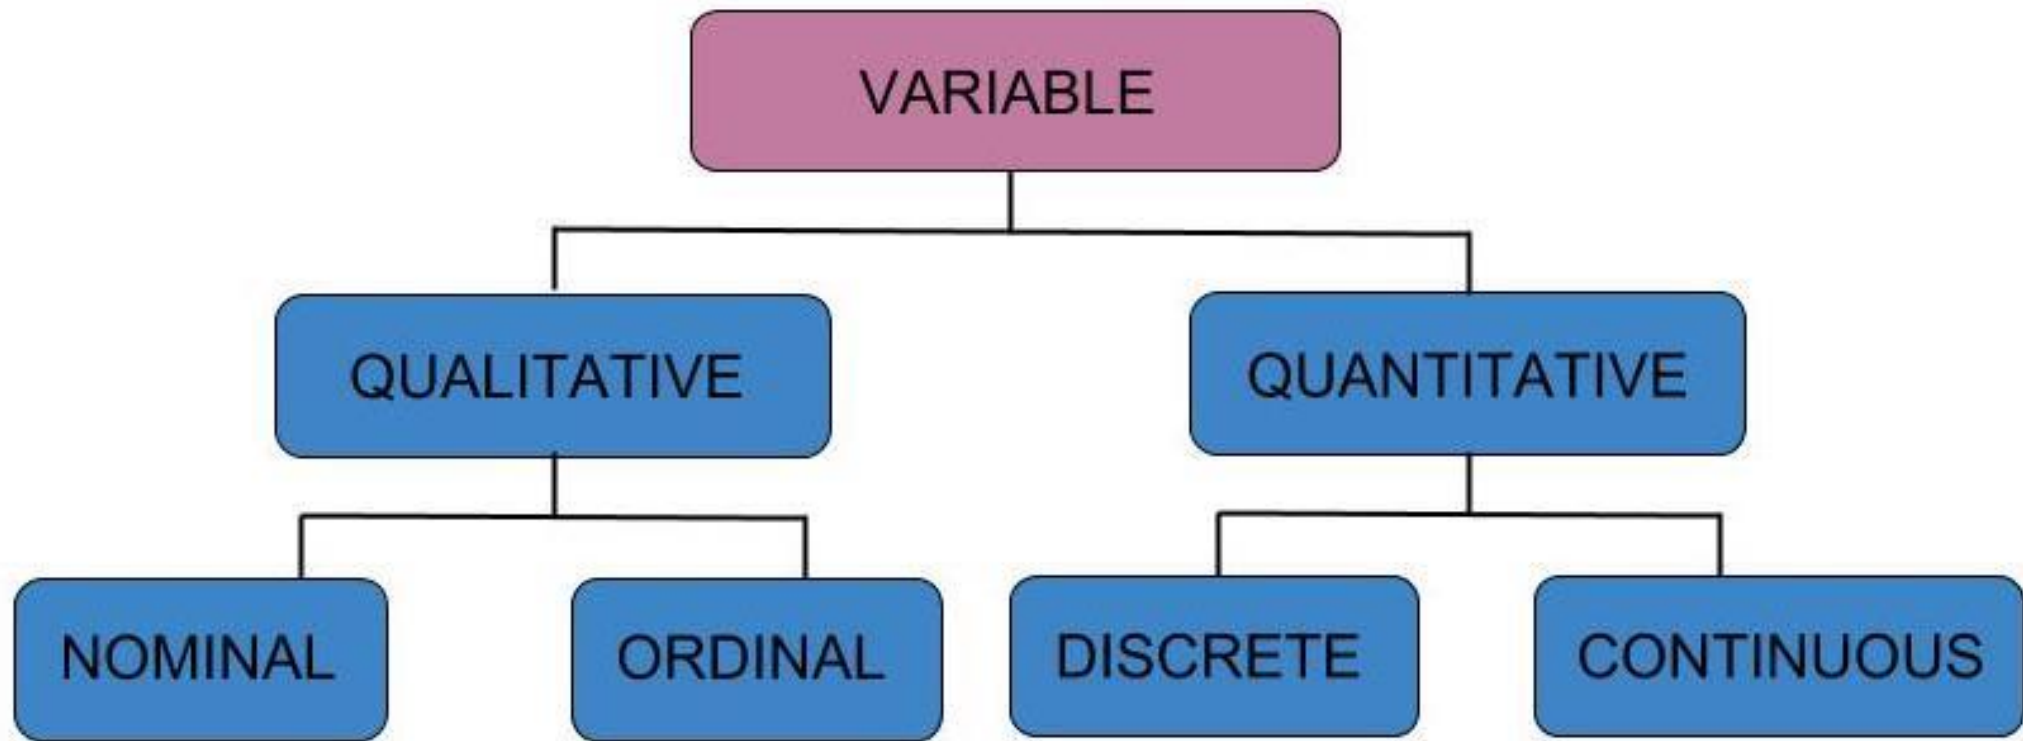 VARIABLE
QUALITATIVE
QUANTITATIVE
NOMINAL
ORDINAL
DISCRETE
CONTINUOUS